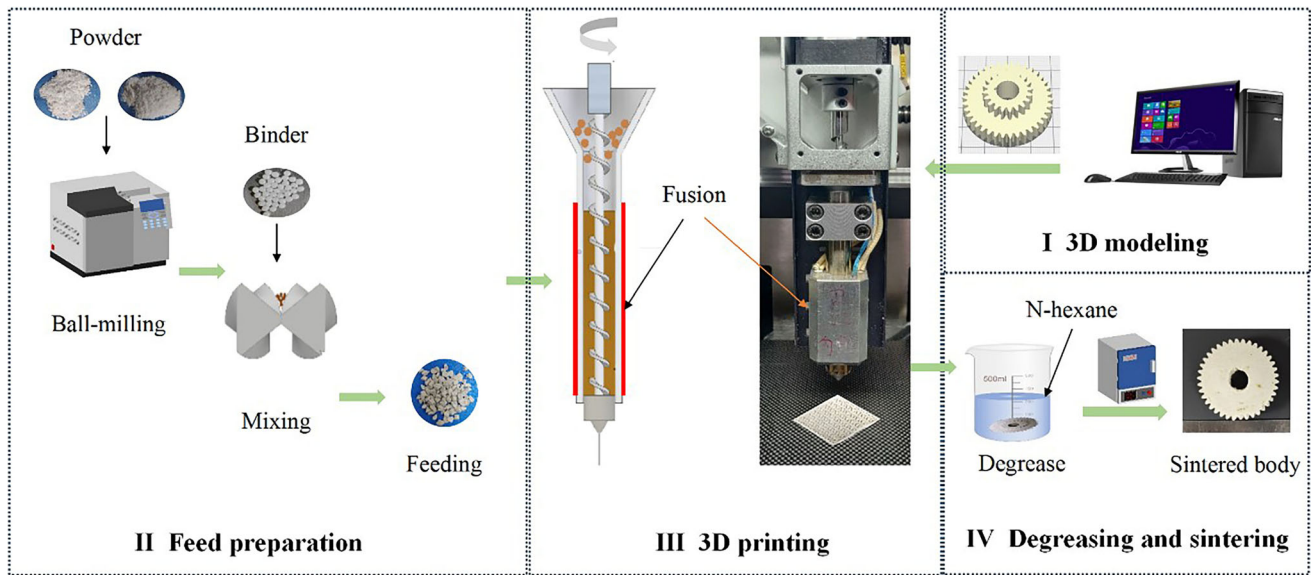 Powder
Binder
Ball-milling
Mixing
Feeding
II Feed preparation
Fusion
III 3D printing
I 3D modeling
N-hexane
500ml
Degrease
Sintered body
IV Degreasing and sintering